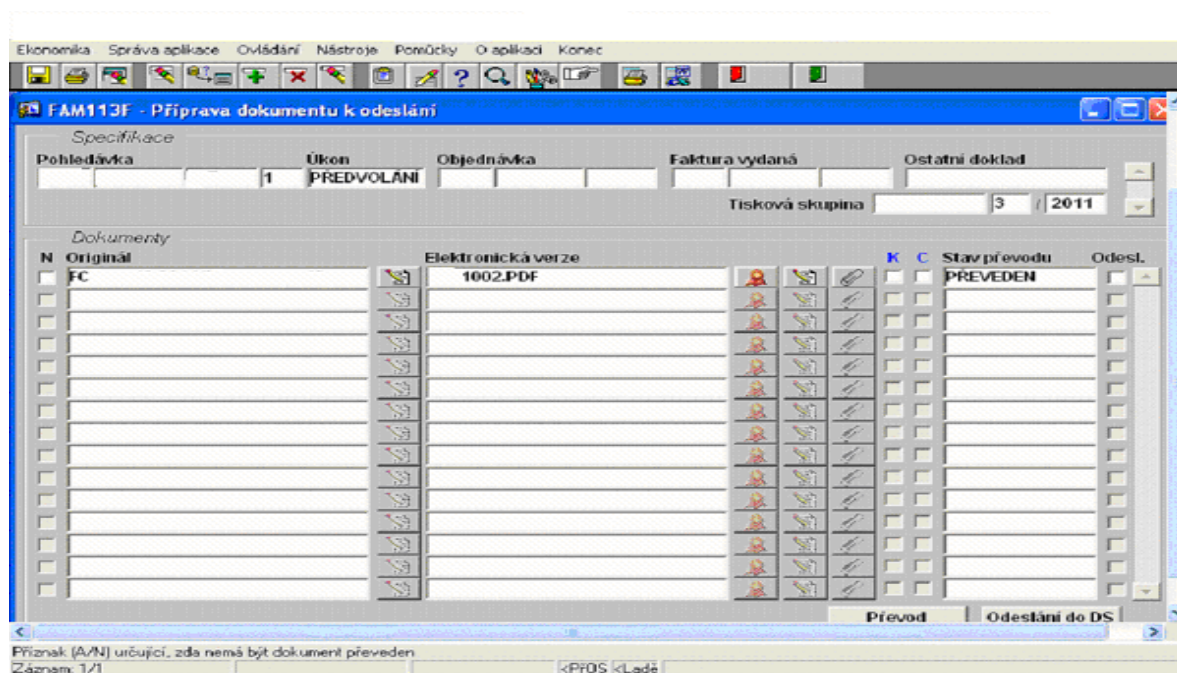 Ekonomika Správa aplikace Ovládání Nástroje Pomůcky O aplikaci Konec
FAM113F - Příprava dokumentu k odeslání
Specifikace
Pohledávka Úkon Objednávka Faktura vydaná Ostatní doklad
1 PŘEDVOLÁNÍ
Tisková skupina 3 / 2011
Dokumenty
N Originál Elektronická verze K C Stav převodu Odesl.
FC 1002.PDF PŘEVEDEN
Převod Odeslání do DS
Příznak (A/N) určující, zda nemá být dokument převeden
Záznam: 1/1 <PřOS <Ladě